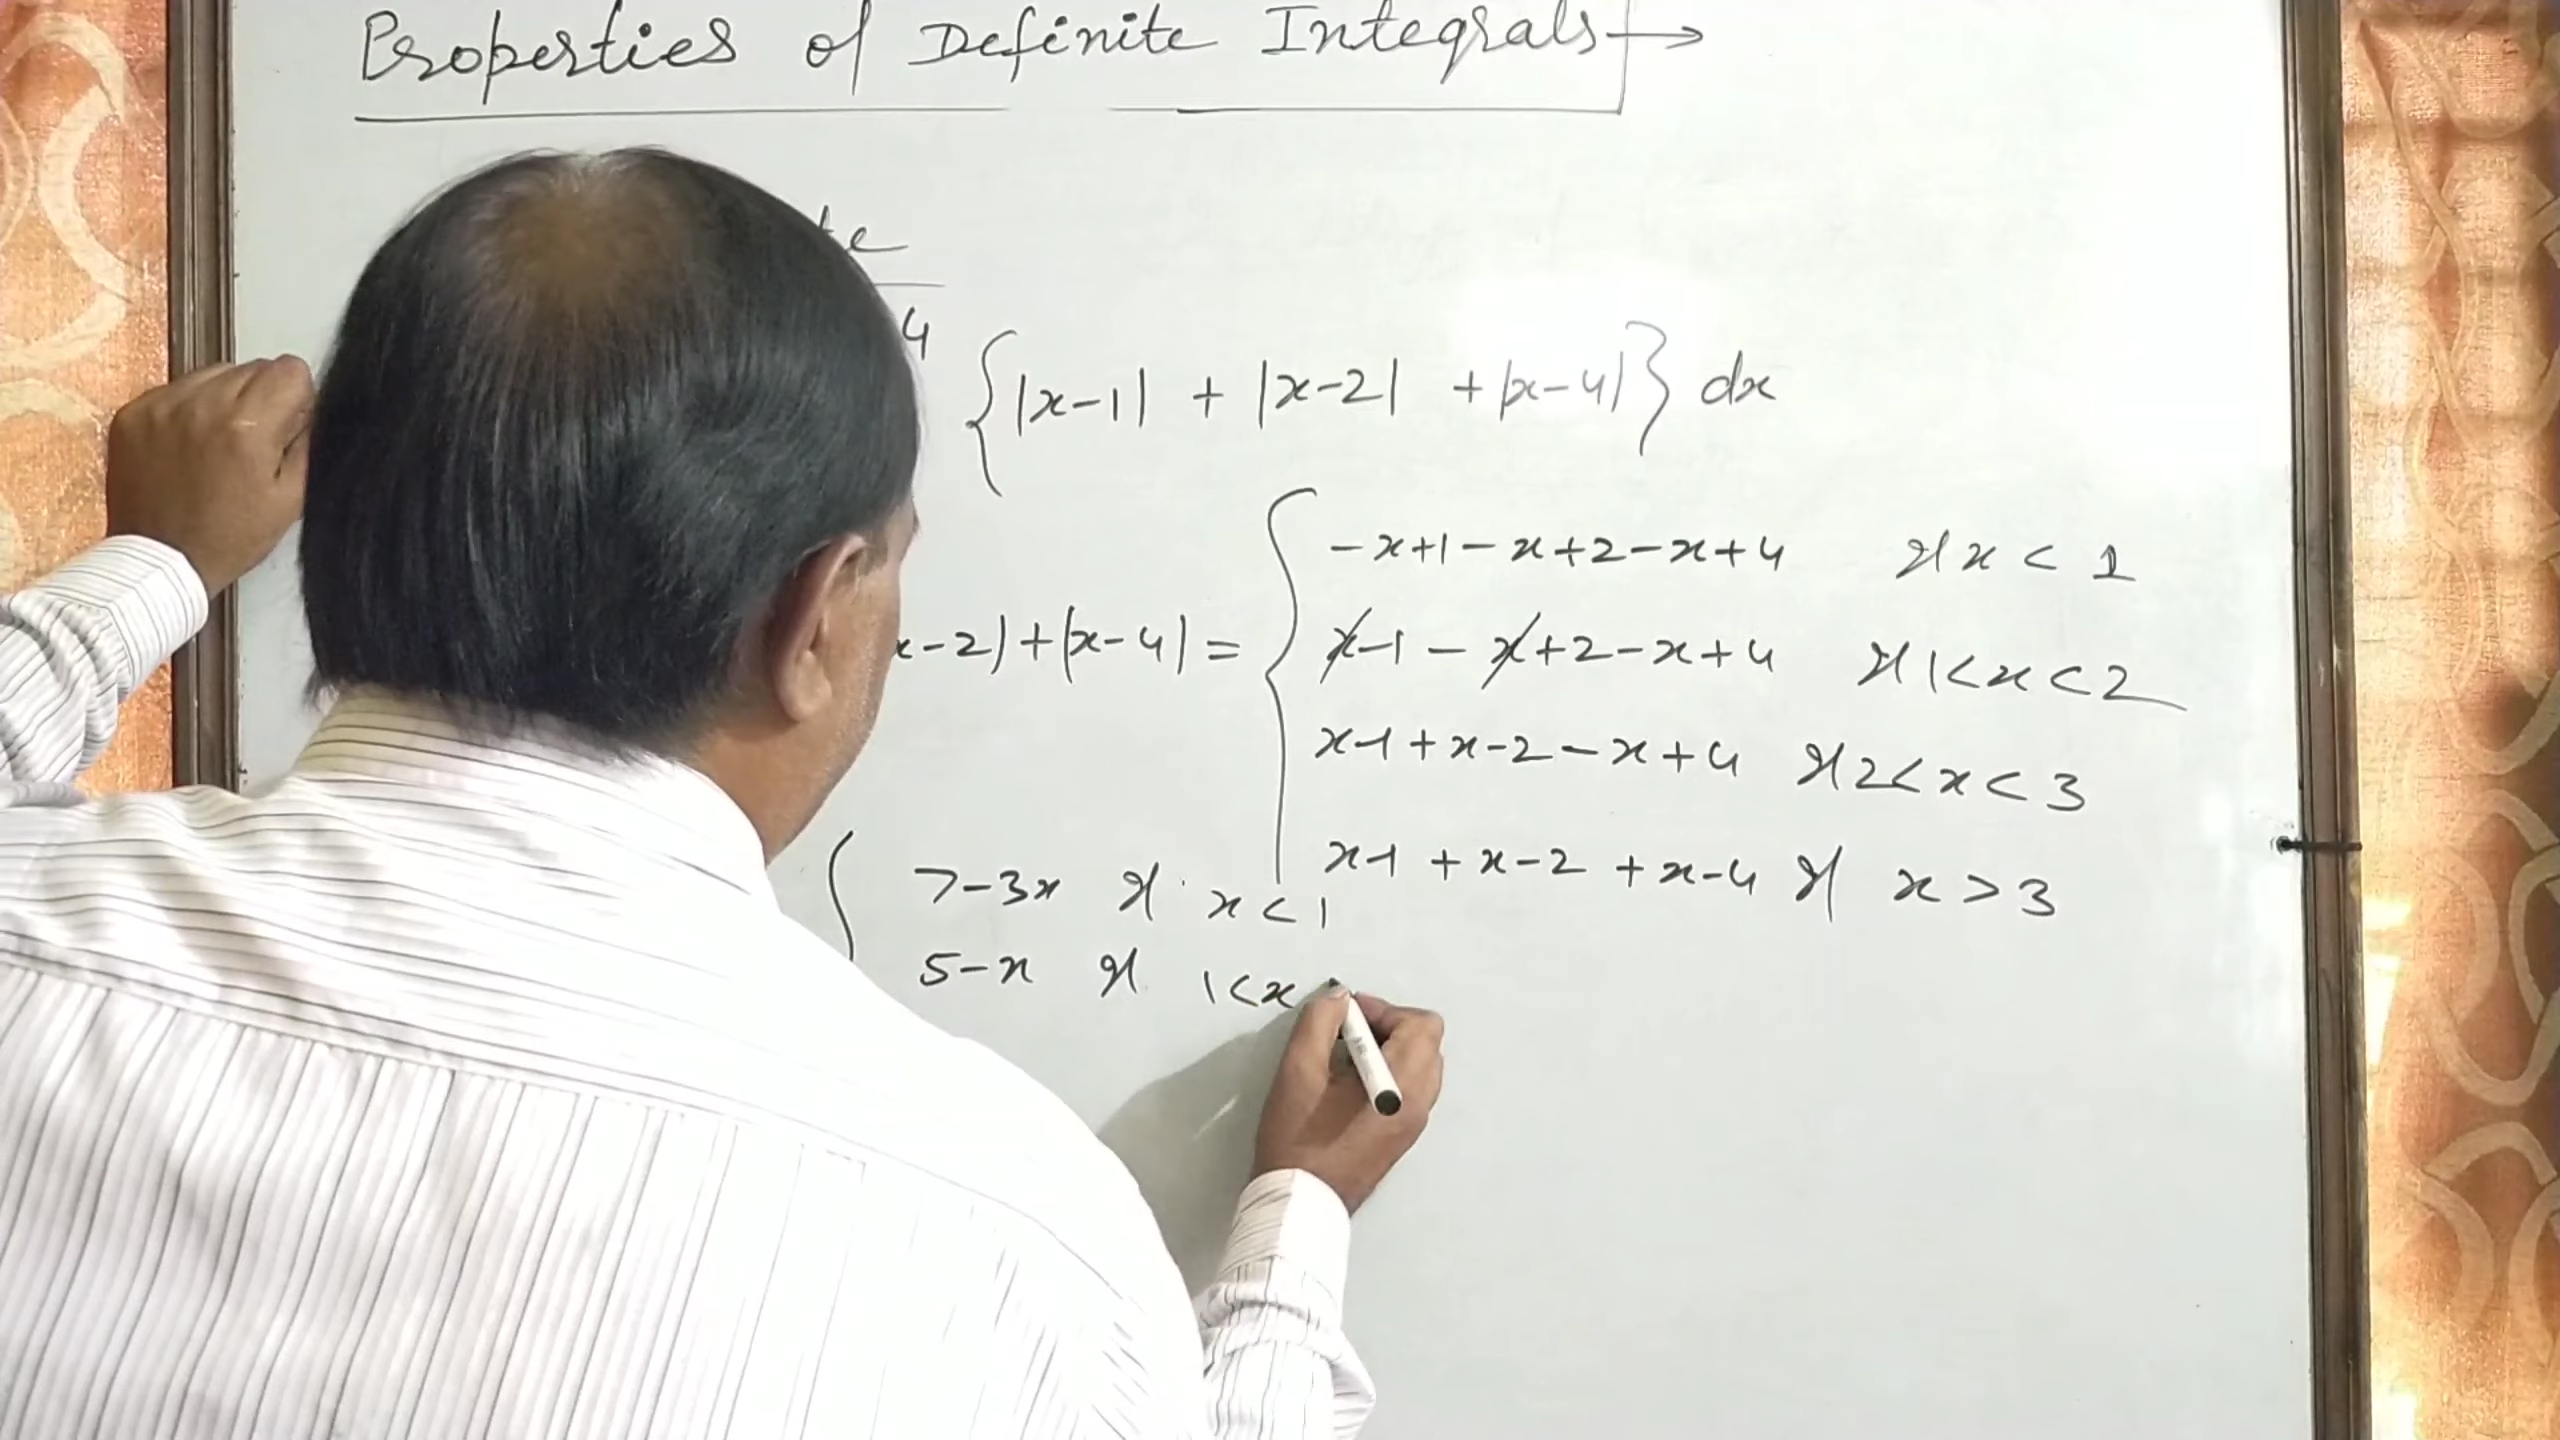 Properties of Definite Integrals →
4
{|x-1| + |x-2| + |x-4|} dx
x-2|+|x-4| = {
-x+1-x+2-x+4 if x < 1
x-1-x+2-x+4 if 1<x<2
x-1+x-2-x+4 if 2<x<3
x-1+x-2+x-4 if x>3
{ 7-3x if x<1
5-x if 1<x